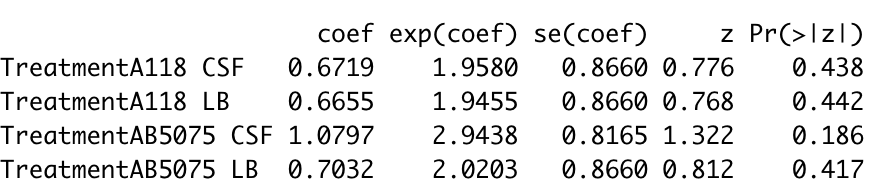 coef exp(coef) se(coef) z Pr(>|z|)
TreatmentA118 CSF 0.6719 1.9580 0.8660 0.776 0.438
TreatmentA118 LB 0.6655 1.9455 0.8660 0.768 0.442
TreatmentAB5075 CSF 1.0797 2.9438 0.8165 1.322 0.186
TreatmentAB5075 LB 0.7032 2.0203 0.8660 0.812 0.417